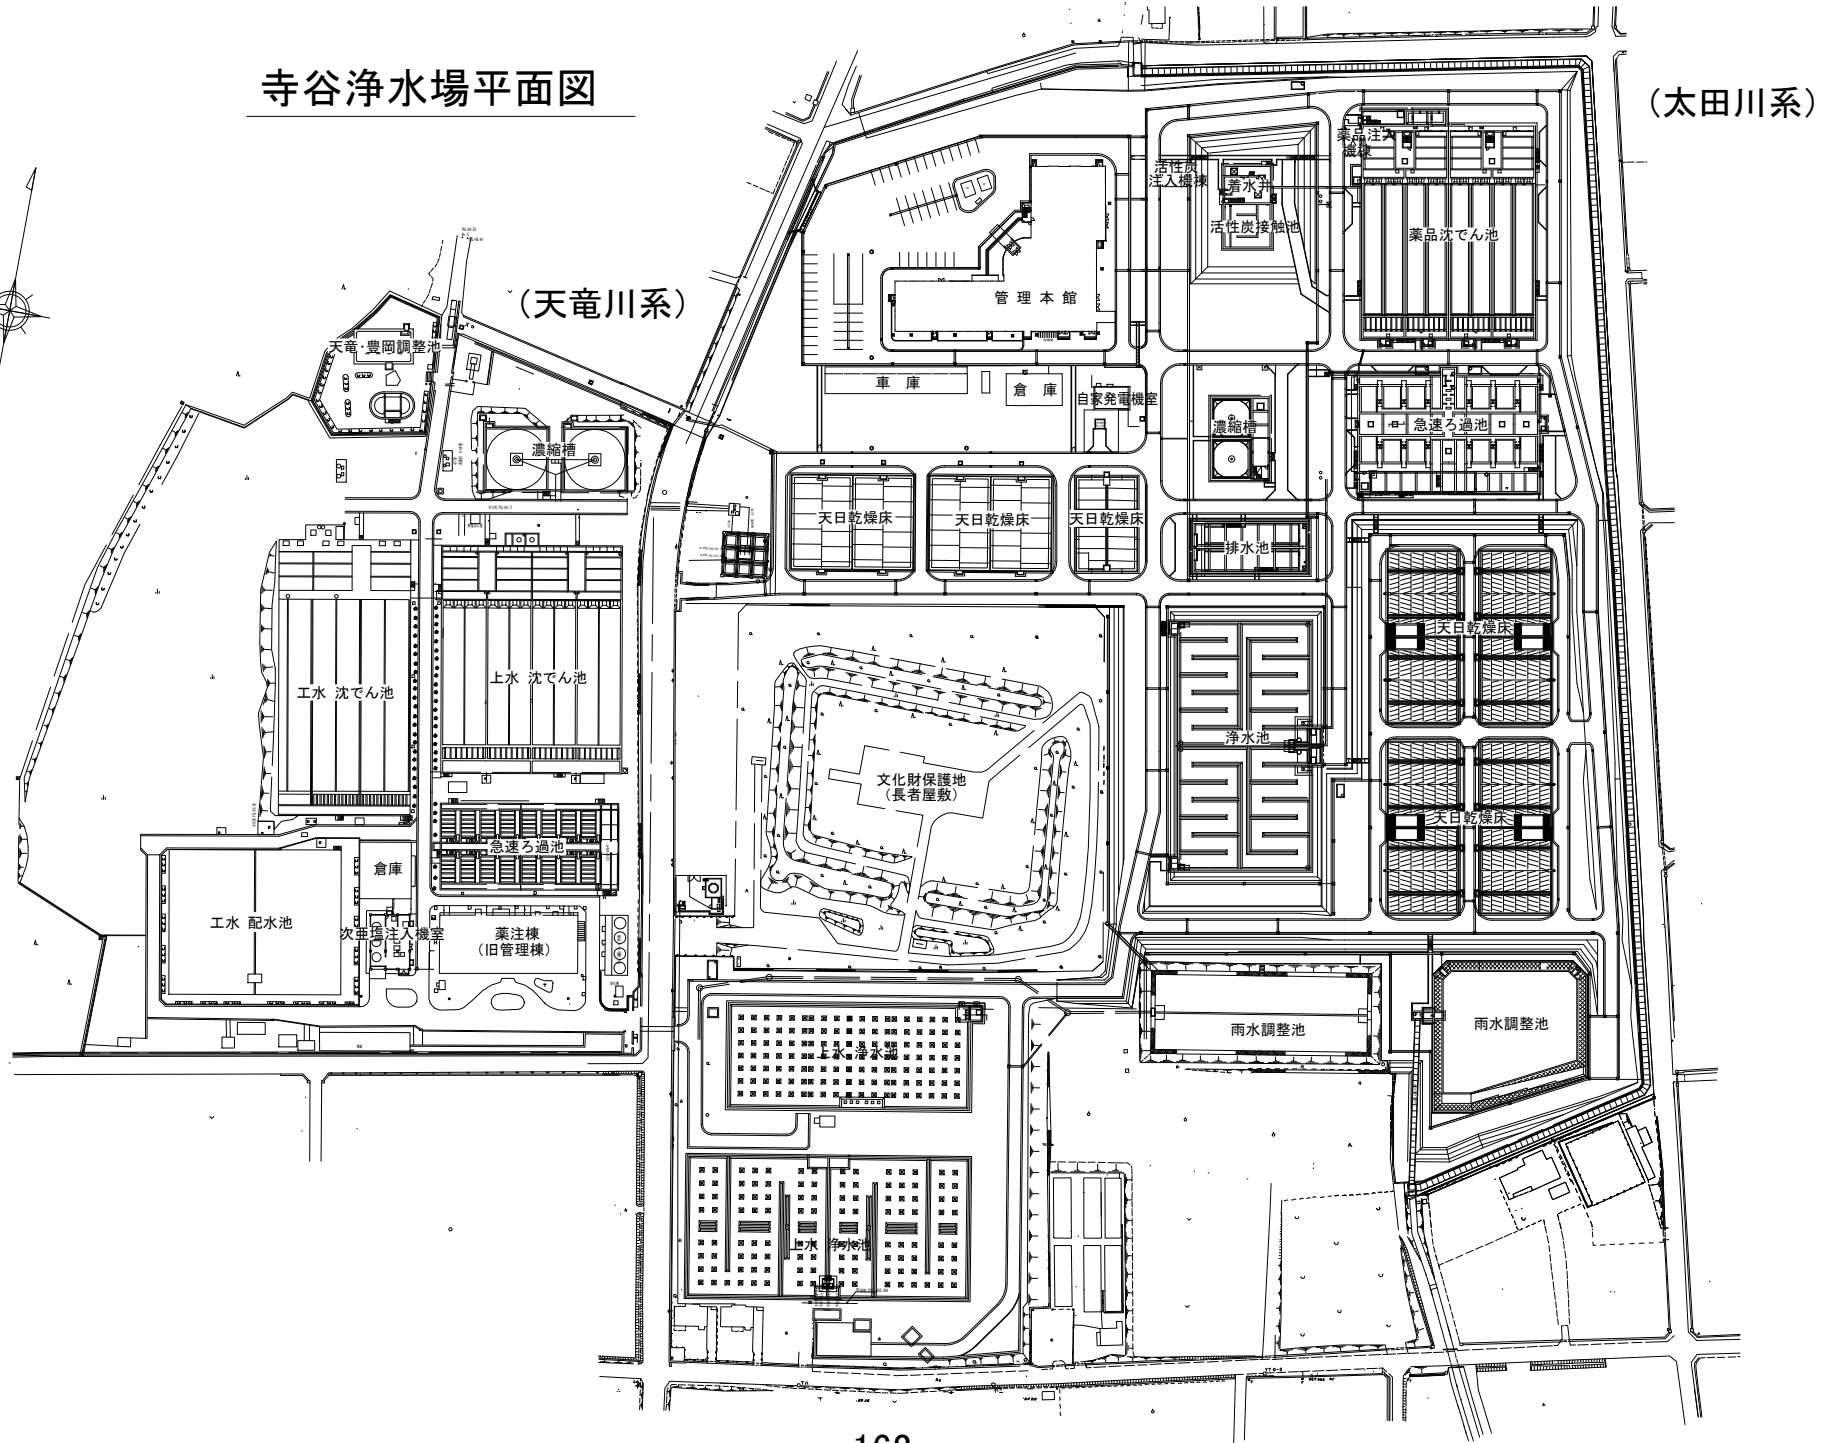 寺谷浄水場平面図
(太田川系)
(天竜川系)
薬品注入
機棟
活性炭
注入機棟
着水井
活性炭接触池
薬品沈でん池
管理本館
天竜・豊岡調整池
車庫
倉庫
自家発電機室
濃縮槽
急速ろ過池
濃縮槽
天日乾燥床
天日乾燥床
天日乾燥床
排水池
天日乾燥床
工水 沈でん池
上水 沈でん池
浄水池
文化財保護地
(長者屋敷)
天日乾燥床
急速ろ過池
倉庫
工水 配水池
次亜塩注入機室
薬注棟
(旧管理棟)
雨水調整池
雨水調整池
上水 浄水池
上水 浄水池